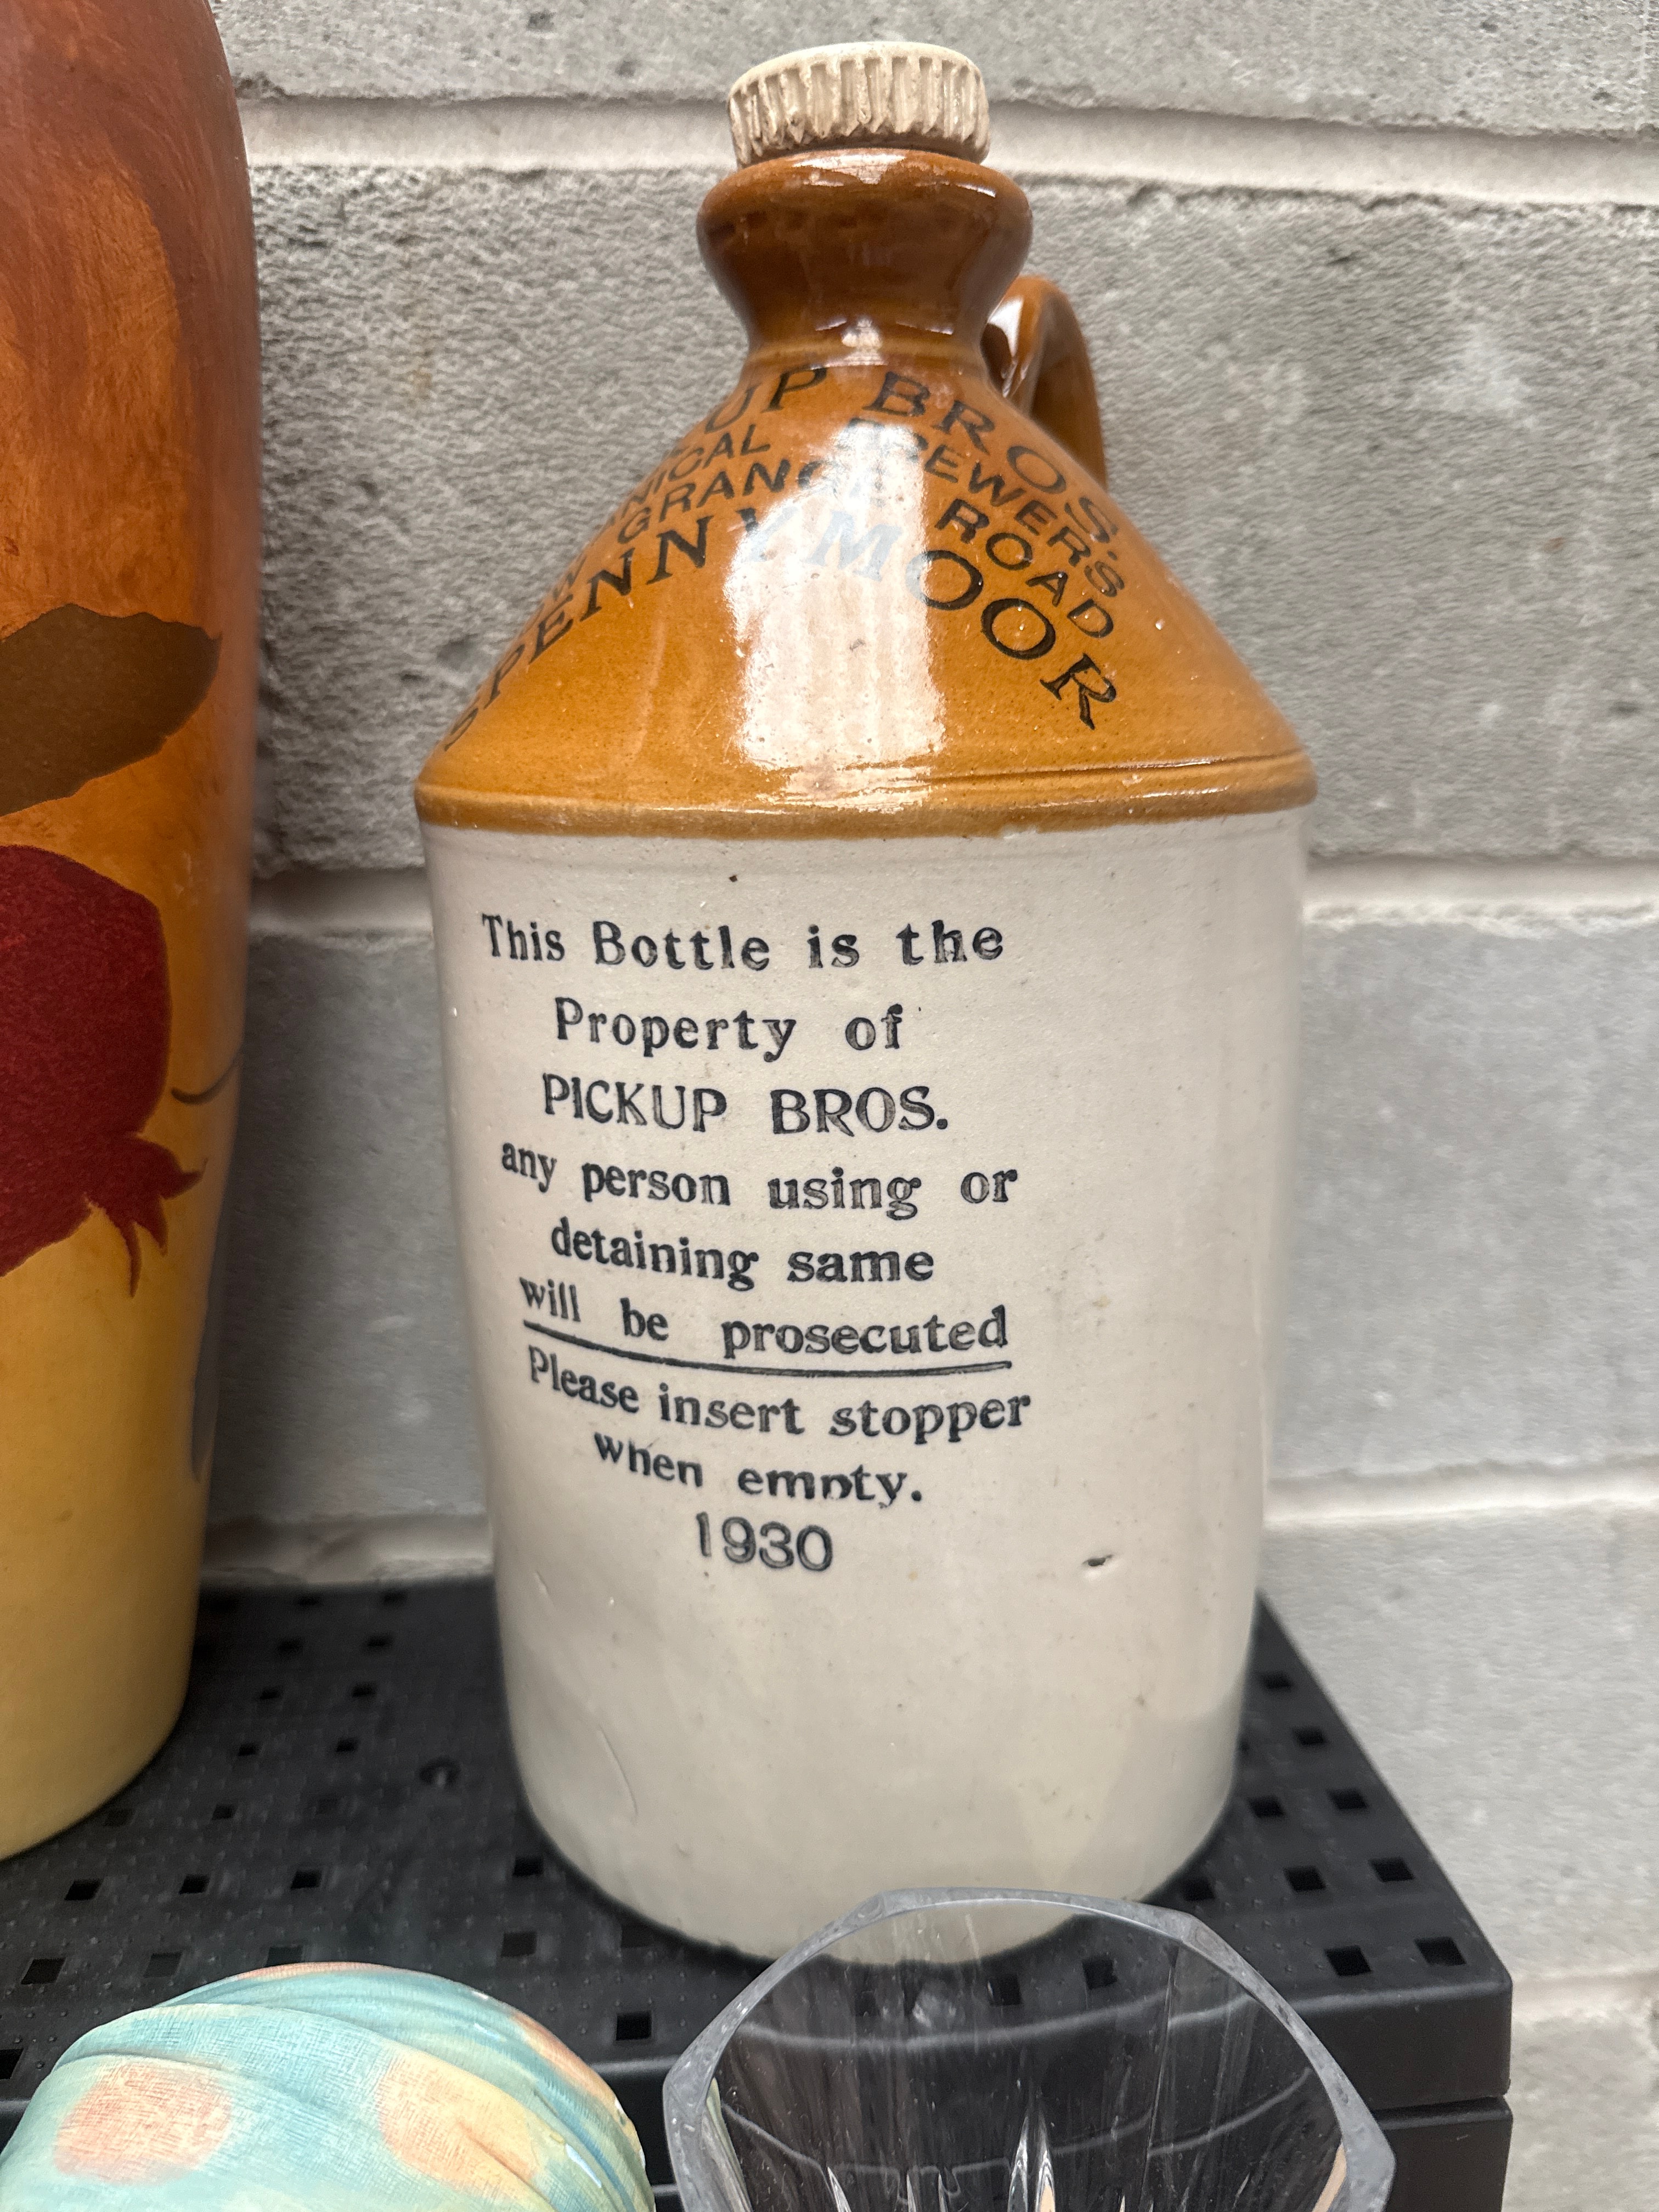 UP BROS.
BREWERS
GRANGE ROAD
SPENNYMOOR
This Bottle is the
Property of
PICKUP BROS.
any person using or
detaining same
will be prosecuted
Please insert stopper
when empty.
1930